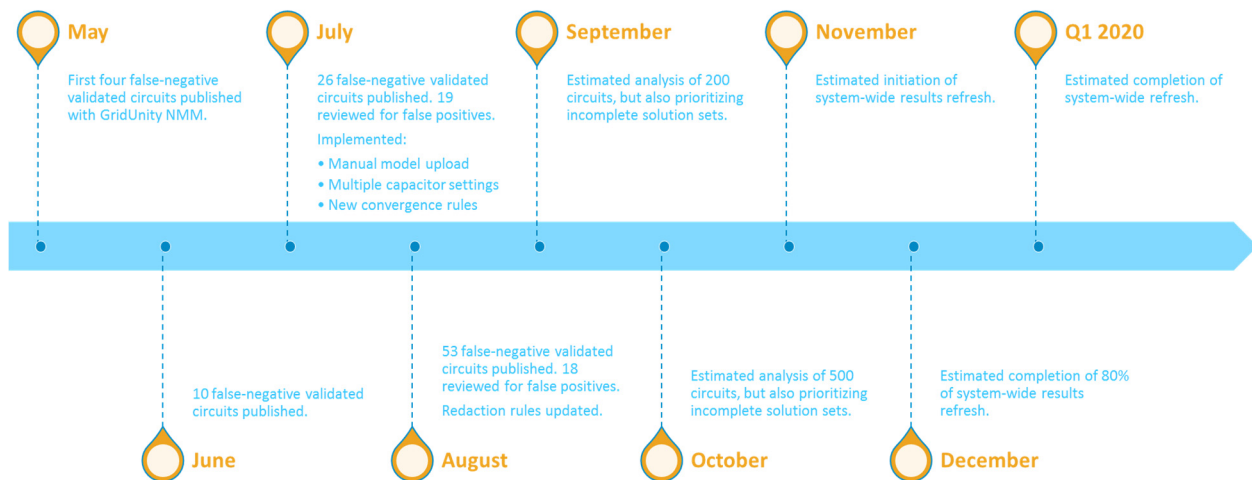 May
First four false-negative
validated circuits published
with GridUnity NMM.
July
26 false-negative validated
circuits published. 19
reviewed for false positives.
Implemented:
• Manual model upload
• Multiple capacitor settings
• New convergence rules
September
Estimated analysis of 200
circuits, but also prioritizing
incomplete solution sets.
November
Estimated initiation of
system-wide results refresh.
Q1 2020
Estimated completion of
system-wide refresh.
10 false-negative validated
circuits published.
June
53 false-negative validated
circuits published. 18
reviewed for false positives.
Redaction rules updated.
August
Estimated analysis of 500
circuits, but also prioritizing
incomplete solution sets.
October
Estimated completion of 80%
of system-wide results
refresh.
December